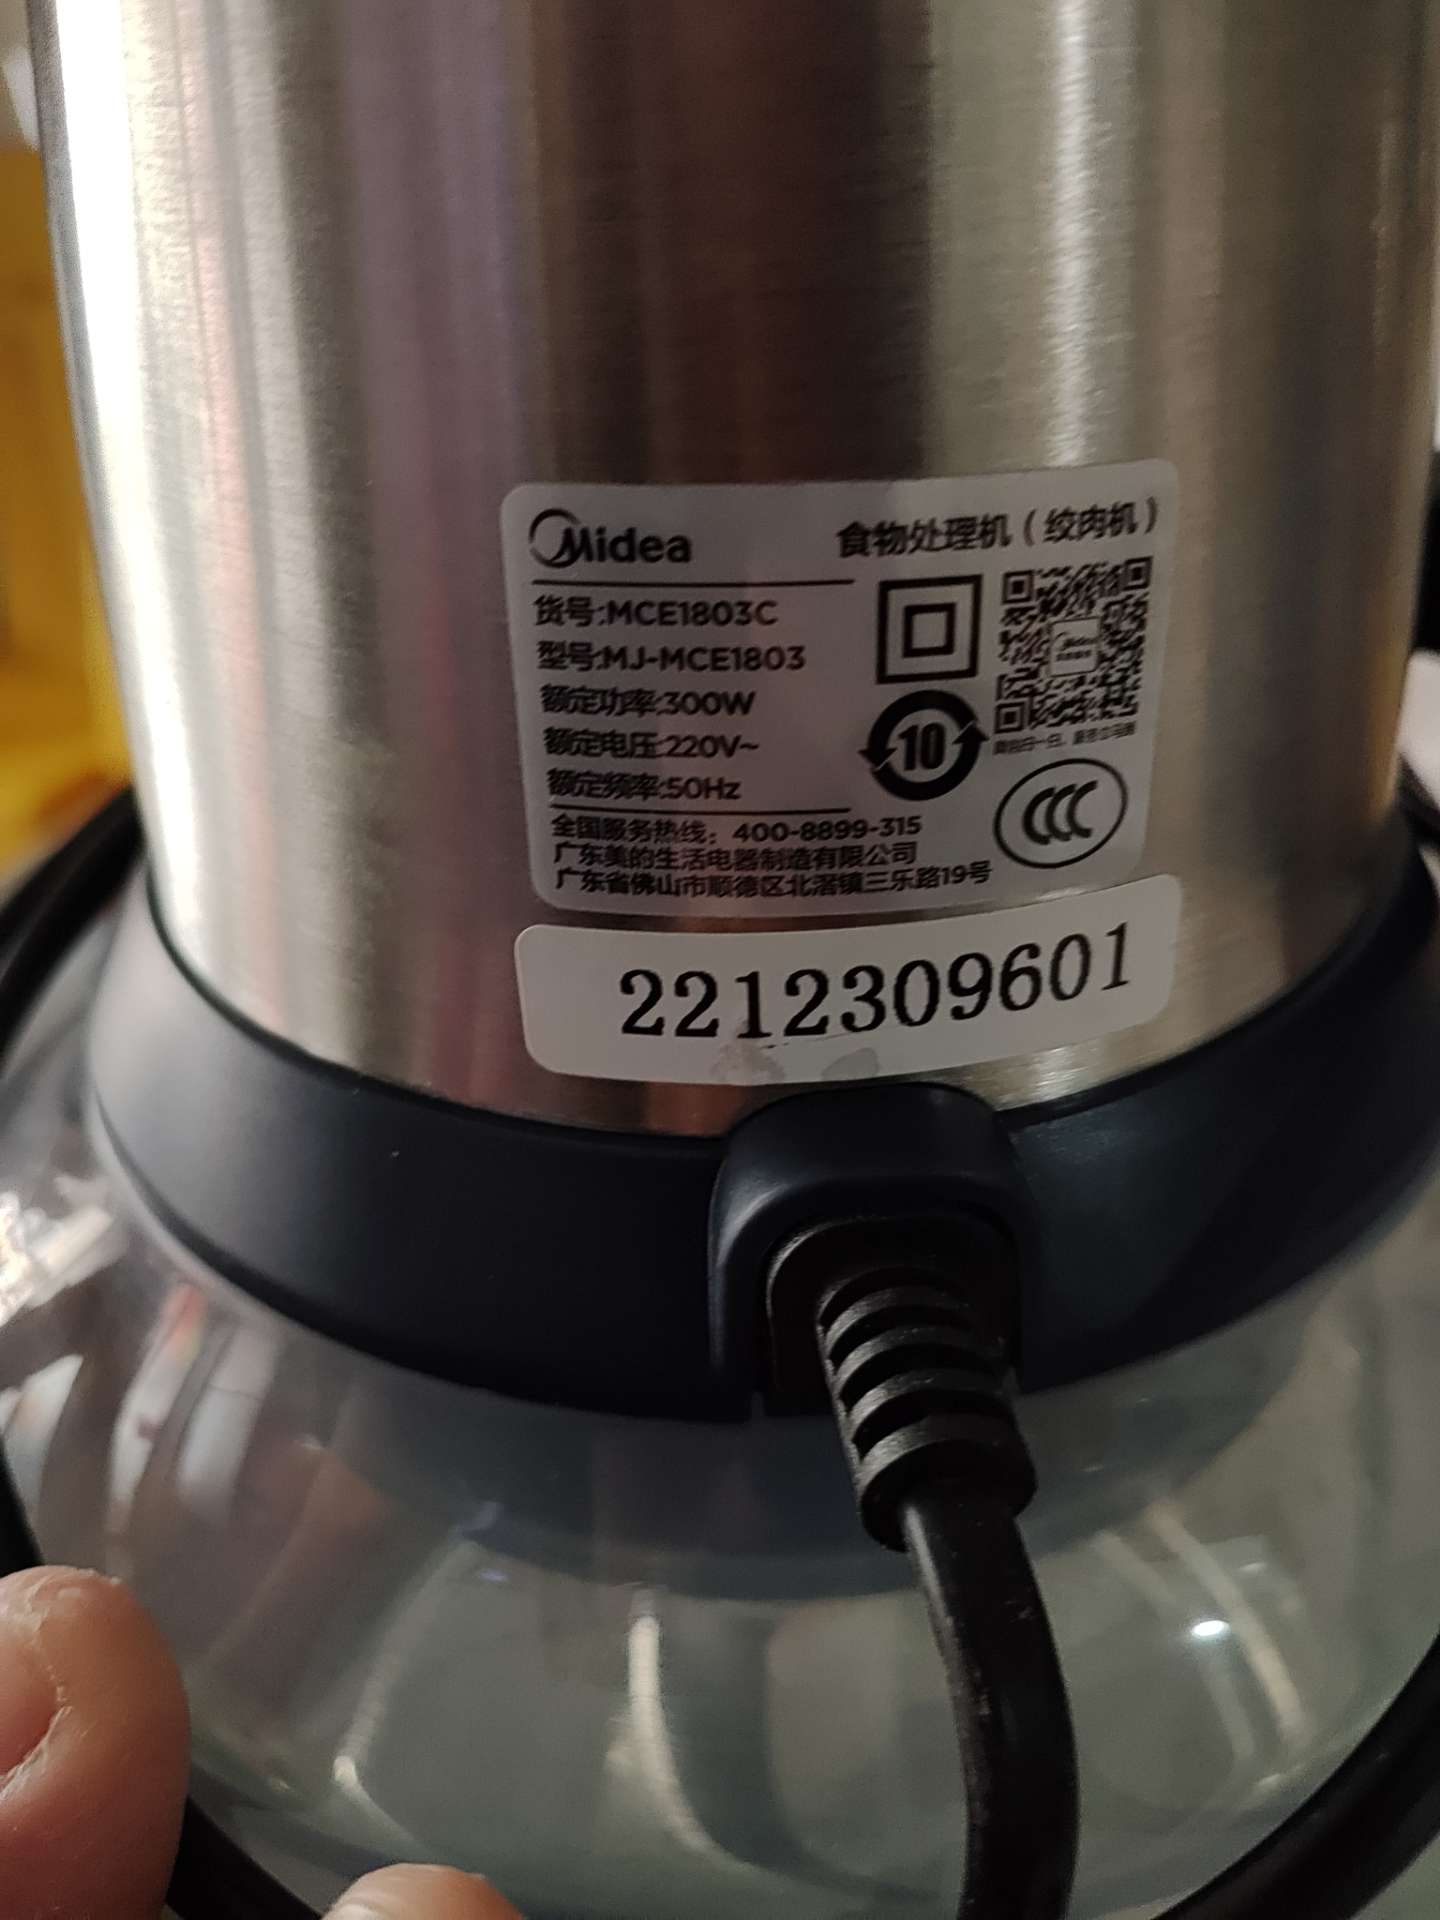 Midea
食物处理机（绞肉机）
货号:MCE1803C
型号:MJ-MCE1803
额定功率:300W
额定电压:220V~
额定频率:50Hz
10
Midea
CCC
全国服务热线：400-8899-315
广东美的生活电器制造有限公司
广东省佛山市顺德区北滘镇三乐路19号
2212309601